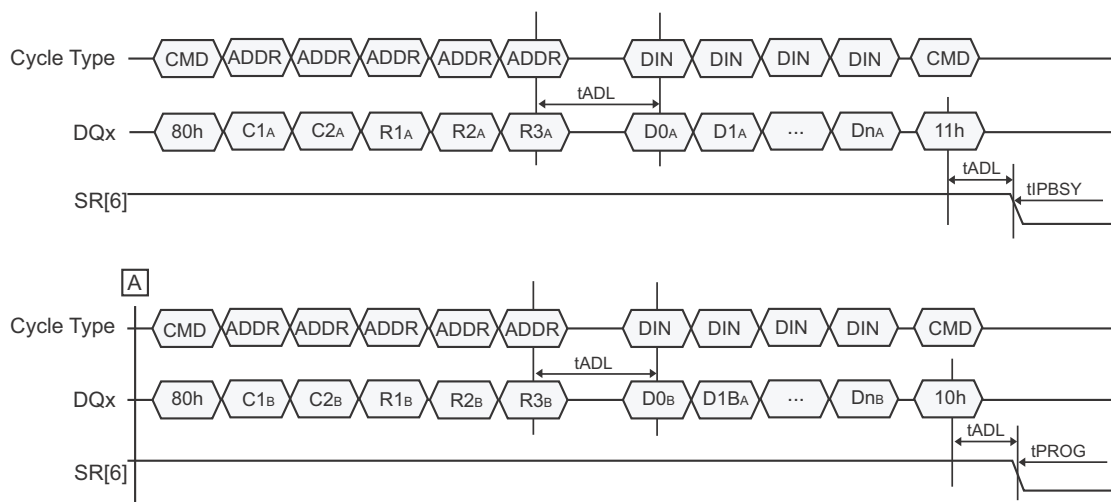 Cycle Type CMD ADDR ADDR ADDR ADDR ADDR DIN DIN DIN DIN CMD
tADL
DQx 80h C1A C2A R1A R2A R3A D0A D1A ... DnA 11h
tADL
SR[6] tIPBSY
A
Cycle Type CMD ADDR ADDR ADDR ADDR ADDR DIN DIN DIN DIN CMD
tADL
DQx 80h C1B C2B R1B R2B R3B D0B D1BA ... DnB 10h
tADL
SR[6] tPROG